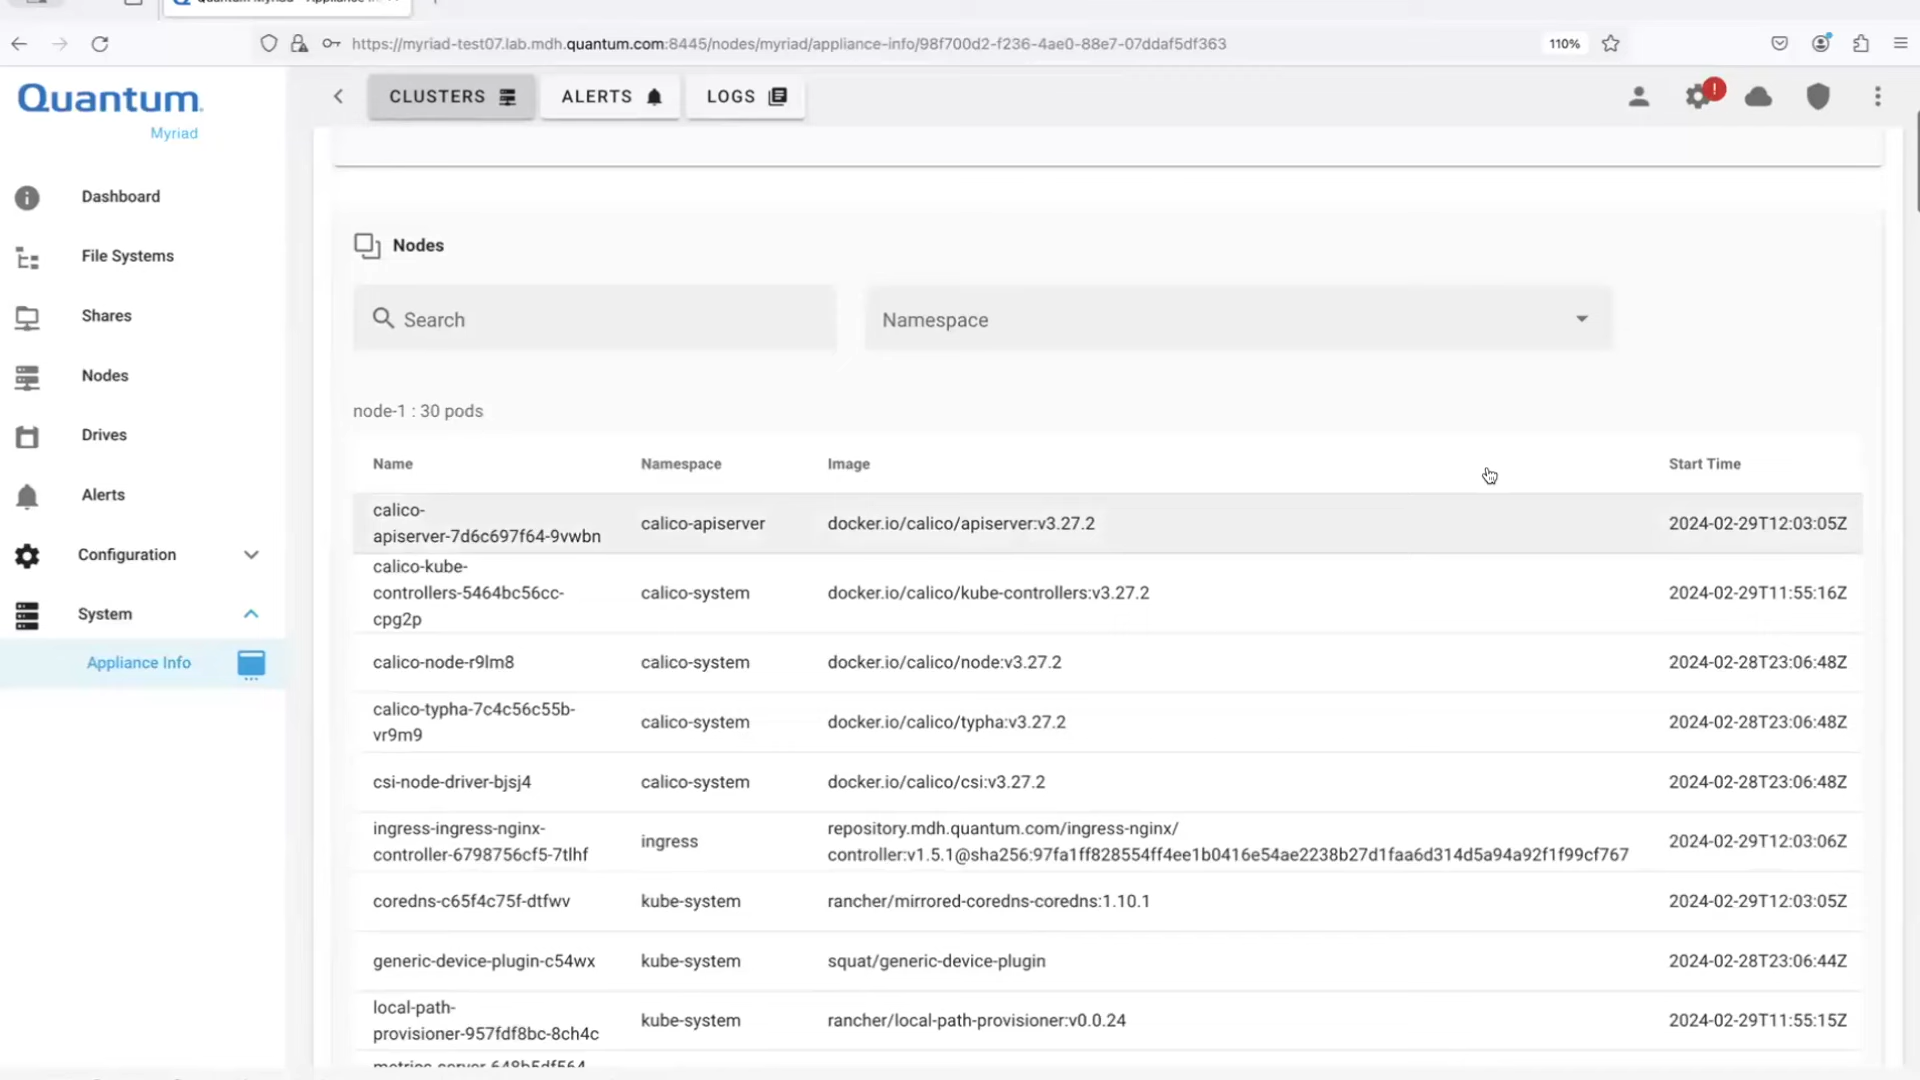 https://myriad-test07.lab.mdh.quantum.com:8445/nodes/myriad/appliance-info/98f700d2-f236-4ae0-88e7-07ddaf5df363
110%
Quantum
Myriad
CLUSTERS
ALERTS
LOGS
!
Dashboard
File Systems
Shares
Nodes
Drives
Alerts
Configuration
System
Appliance Info
Nodes
Search
Namespace
node-1 : 30 pods
Name Namespace Image Start Time
calico-
apiserver-7d6c697f64-9vwbn calico-apiserver docker.io/calico/apiserver:v3.27.2 2024-02-29T12:03:05Z
calico-kube-
controllers-5464bc56cc- calico-system docker.io/calico/kube-controllers:v3.27.2 2024-02-29T11:55:16Z
cpg2p
calico-node-r9lm8 calico-system docker.io/calico/node:v3.27.2 2024-02-28T23:06:48Z
calico-typha-7c4c56c55b-
vr9m9 calico-system docker.io/calico/typha:v3.27.2 2024-02-28T23:06:48Z
csi-node-driver-bjsj4 calico-system docker.io/calico/csi:v3.27.2 2024-02-28T23:06:48Z
ingress-ingress-nginx- repository.mdh.quantum.com/ingress-nginx/
controller-6798756cf5-7tlhf ingress controller:v1.5.1@sha256:97fa1ff828554ff4ee1b0416e54ae2238b27d1faa6d314d5a94a92f1f99cf767 2024-02-29T12:03:06Z
coredns-c65f4c75f-dtfwv kube-system rancher/mirrored-coredns-coredns:1.10.1 2024-02-29T12:03:05Z
generic-device-plugin-c54wx kube-system squat/generic-device-plugin 2024-02-28T23:06:44Z
local-path-
provisioner-957fdf8bc-8ch4c kube-system rancher/local-path-provisioner:v0.0.24 2024-02-29T11:55:15Z